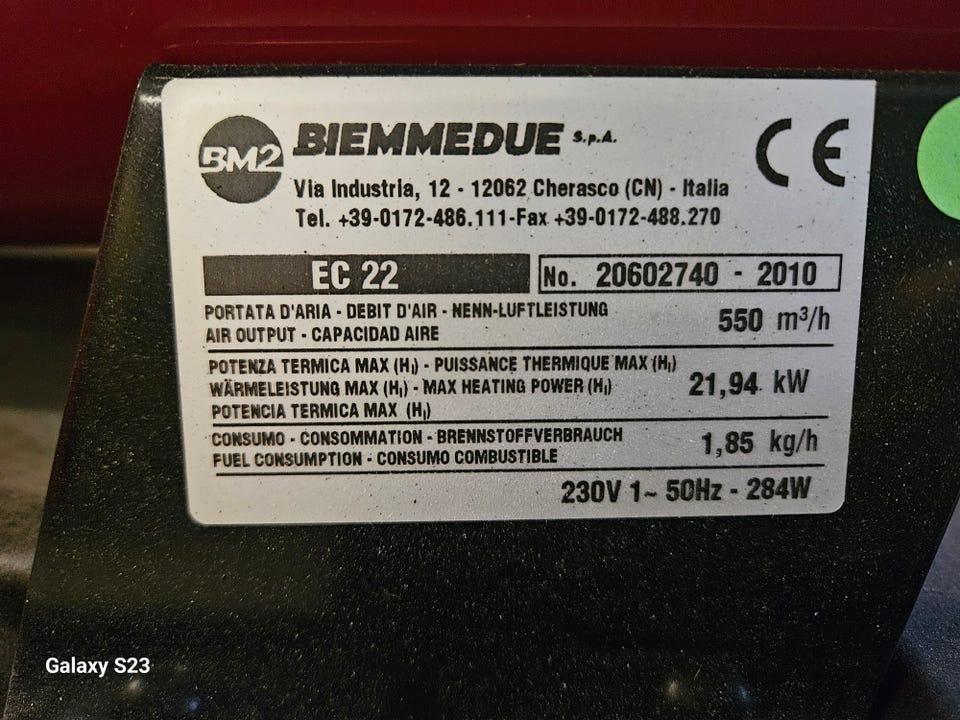 BM2 BIEMMEDUE S.p.A. CE
Via Industria, 12 - 12062 Cherasco (CN) - Italia
Tel. +39-0172-486.111-Fax +39-0172-488.270
EC 22 No. 20602740 - 2010
PORTATA D'ARIA - DEBIT D'AIR - NENN-LUFTLEISTUNG
AIR OUTPUT - CAPACIDAD AIRE
550 m³/h
POTENZA TERMICA MAX (Hᵢ) - PUISSANCE THERMIQUE MAX (Hᵢ)
WÄRMELEISTUNG MAX (Hᵢ) - MAX HEATING POWER (Hᵢ)
POTENCIA TERMICA MAX (Hᵢ)
21,94 kW
CONSUMO - CONSOMMATION - BRENNSTOFFVERBRAUCH
FUEL CONSUMPTION - CONSUMO COMBUSTIBLE
1,85 kg/h
230V 1~ 50Hz - 284W
Galaxy S23